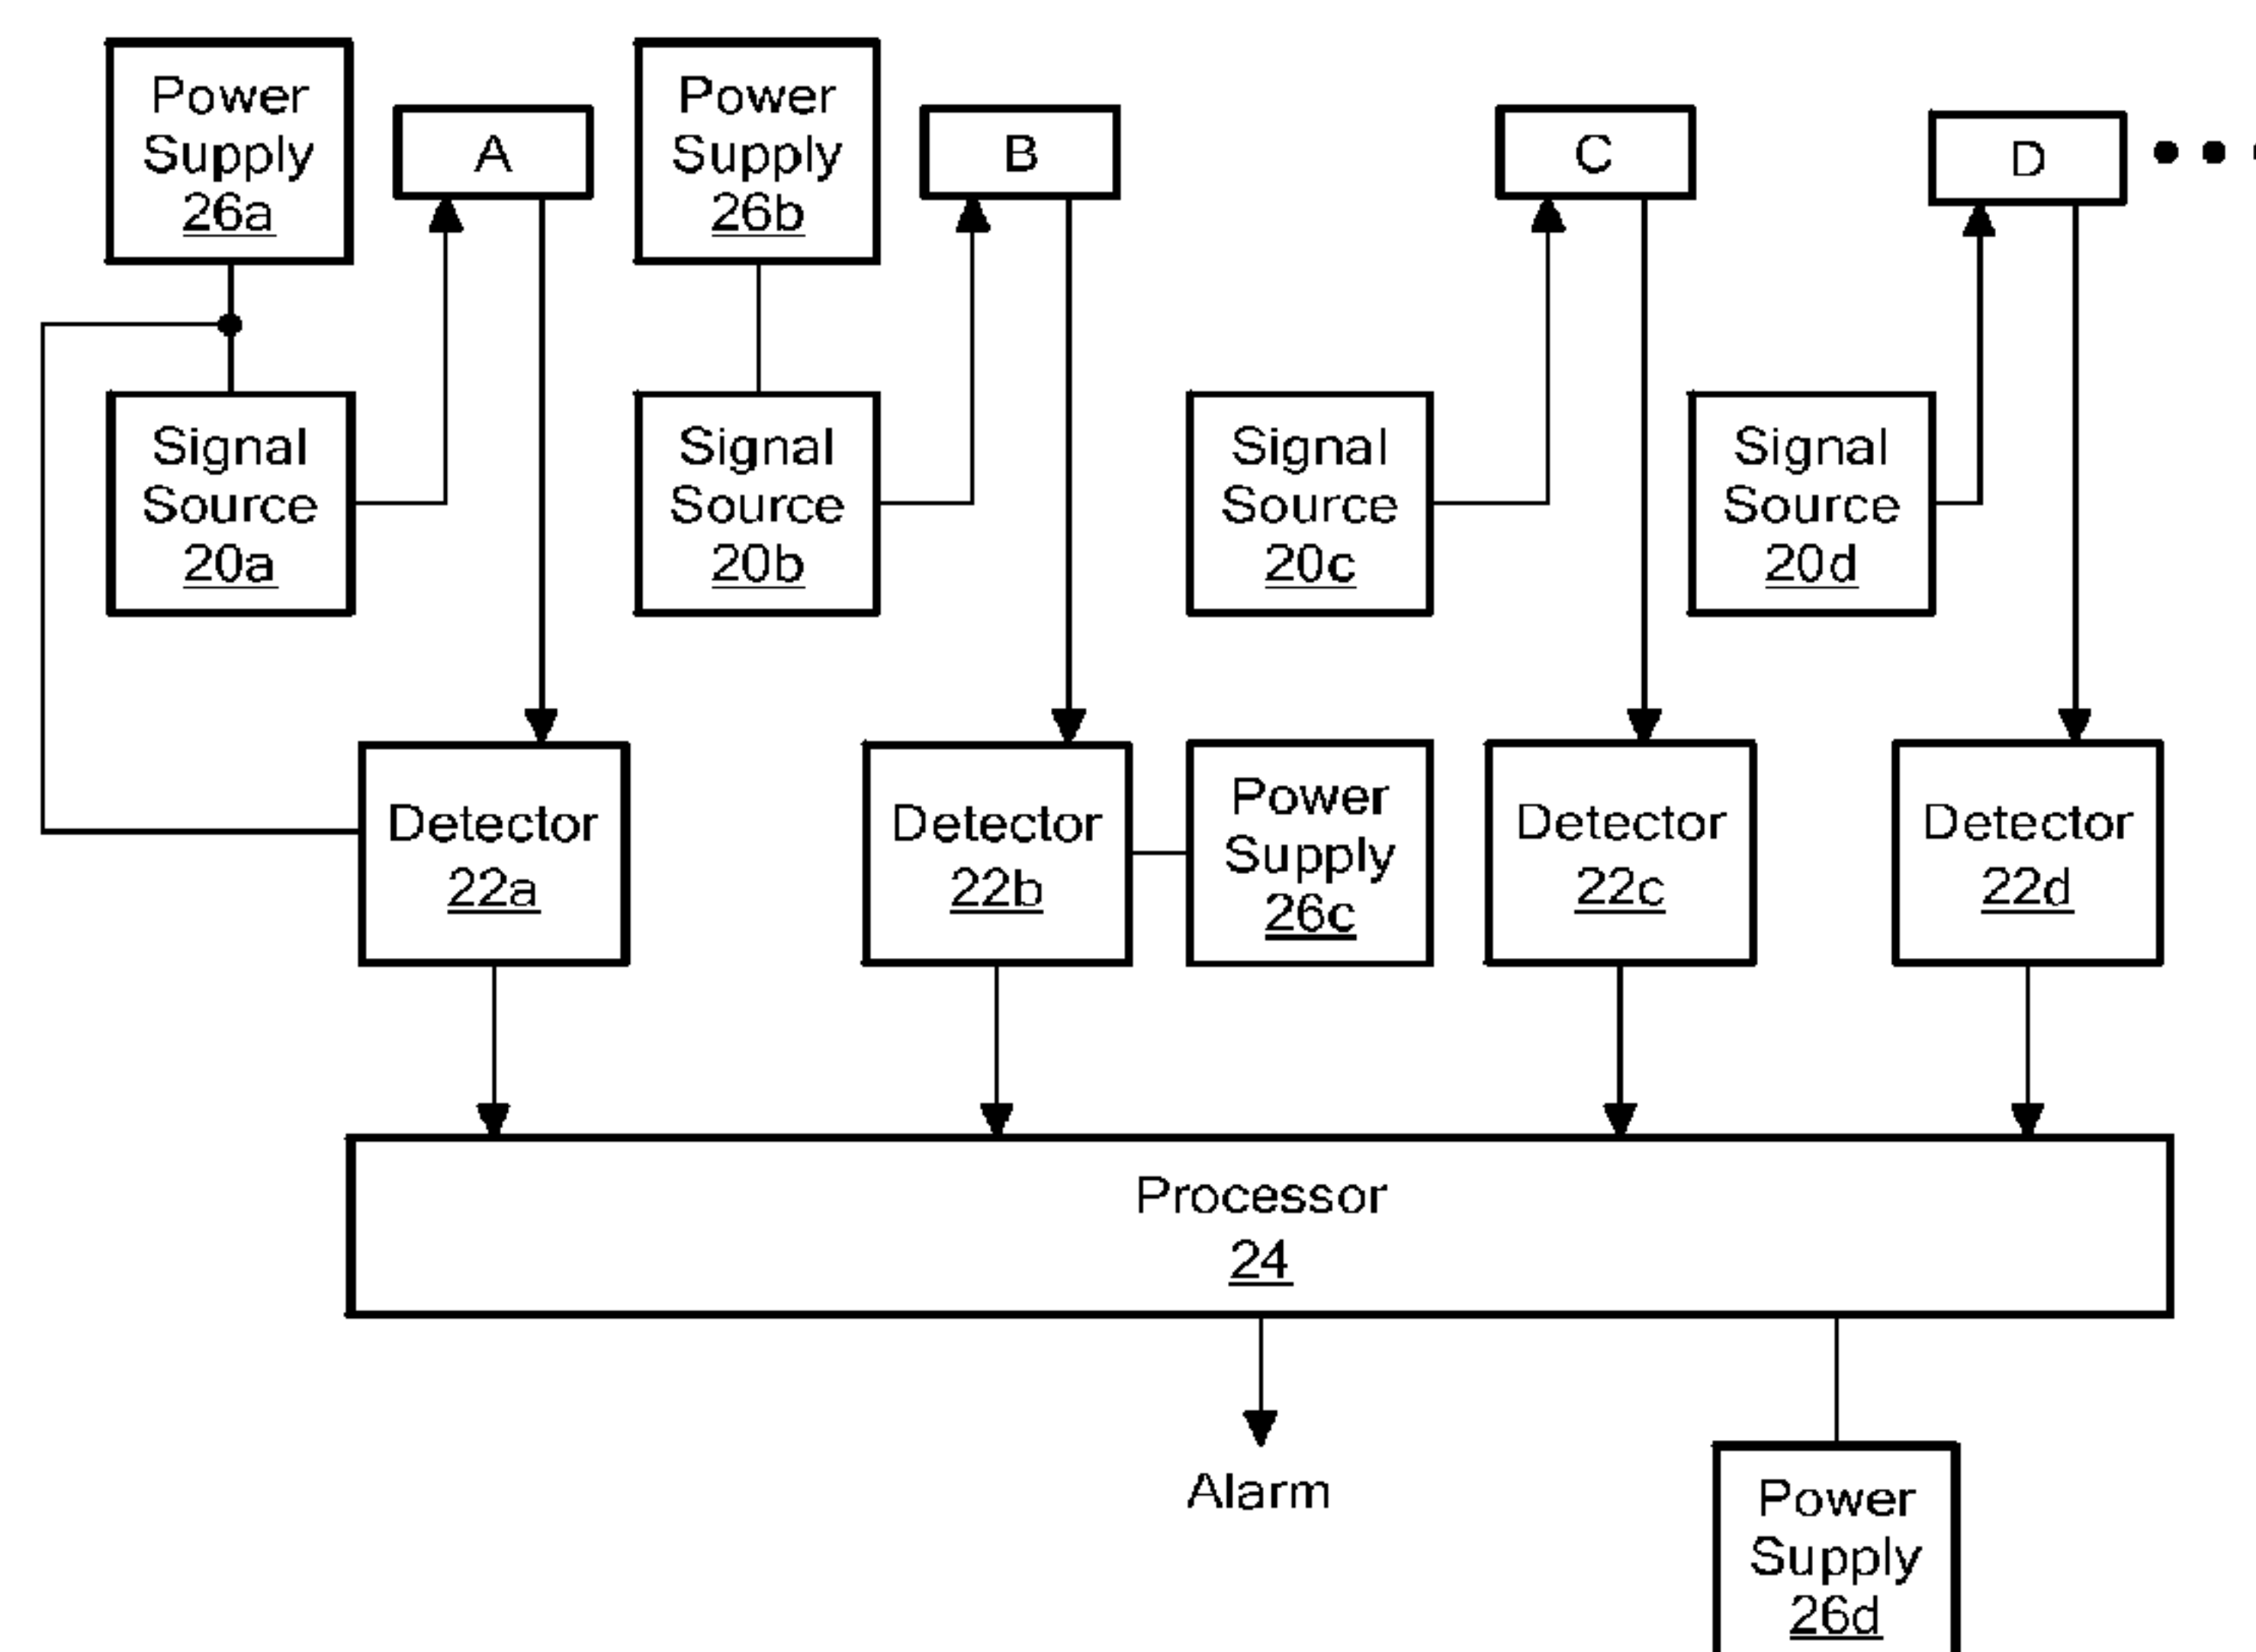 Power
Supply
26a
A
Power
Supply
26b
B
C
D
Signal
Source
20a
Signal
Source
20b
Signal
Source
20c
Signal
Source
20d
Detector
22a
Detector
22b
Power
Supply
26c
Detector
22c
Detector
22d
Processor
24
Alarm
Power
Supply
26d